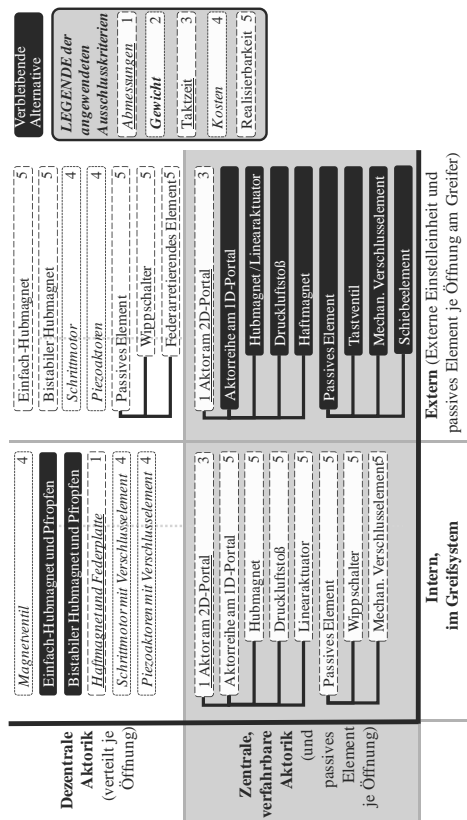 Dezentrale
Aktorik
(verteilt je
Öffnung)
Magnetventil 4
Einfach-Hubmagnet und Pfropfen
Bistabiler Hubmagnet und Pfropfen
Haftmagnet und Federplatte 1
Schrittmotor mit Verschlusselement 4
Piezoaktoren mit Verschlusselement 4
Einfach-Hubmagnet 5
Bistabiler Hubmagnet 5
Schrittmotor 4
Piezoaktoren 4
Passives Element 5
Wippschalter 5
Federarretierendes Element 5
Verbleibende
Alternative
LEGENDE der
angewendeten
Ausschlusskriterien
Abmessungen 1
Gewicht 2
Taktzeit 3
Kosten 4
Realisierbarkeit 5
Zentrale,
verfahrbare
Aktorik
(und
passives
Element
je Öffnung)
1 Aktor am 2D-Portal 3
Aktorreihe am 1D-Portal 5
Hubmagnet 5
Druckluftstoß 5
Linearaktuator 5
Passives Element 5
Wippschalter 5
Mechan. Verschlusselement 5
1 Aktor am 2D-Portal 3
Aktorreihe am 1D-Portal
Hubmagnet / Linearaktuator
Druckluftstoß
Haftmagnet
Passives Element
Tastventil
Mechan. Verschlusselement
Schiebeelement
Intern,
im Greifsystem
Extern (Externe Einstelleinheit und
passives Element je Öffnung am Greifer)